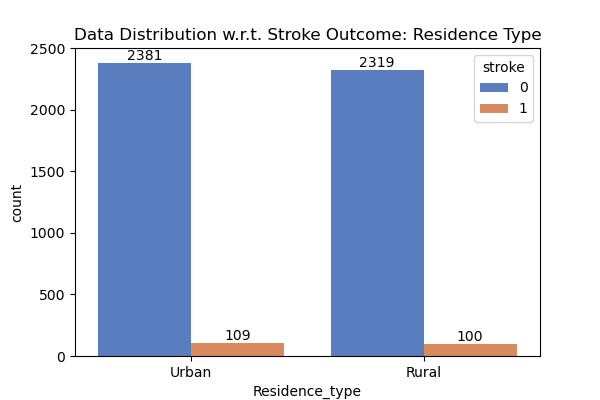 Data Distribution w.r.t. Stroke Outcome: Residence Type
2500
2000
1500
1000
500
0
count
2381
109
2319
100
stroke
0
1
Urban
Rural
Residence_type